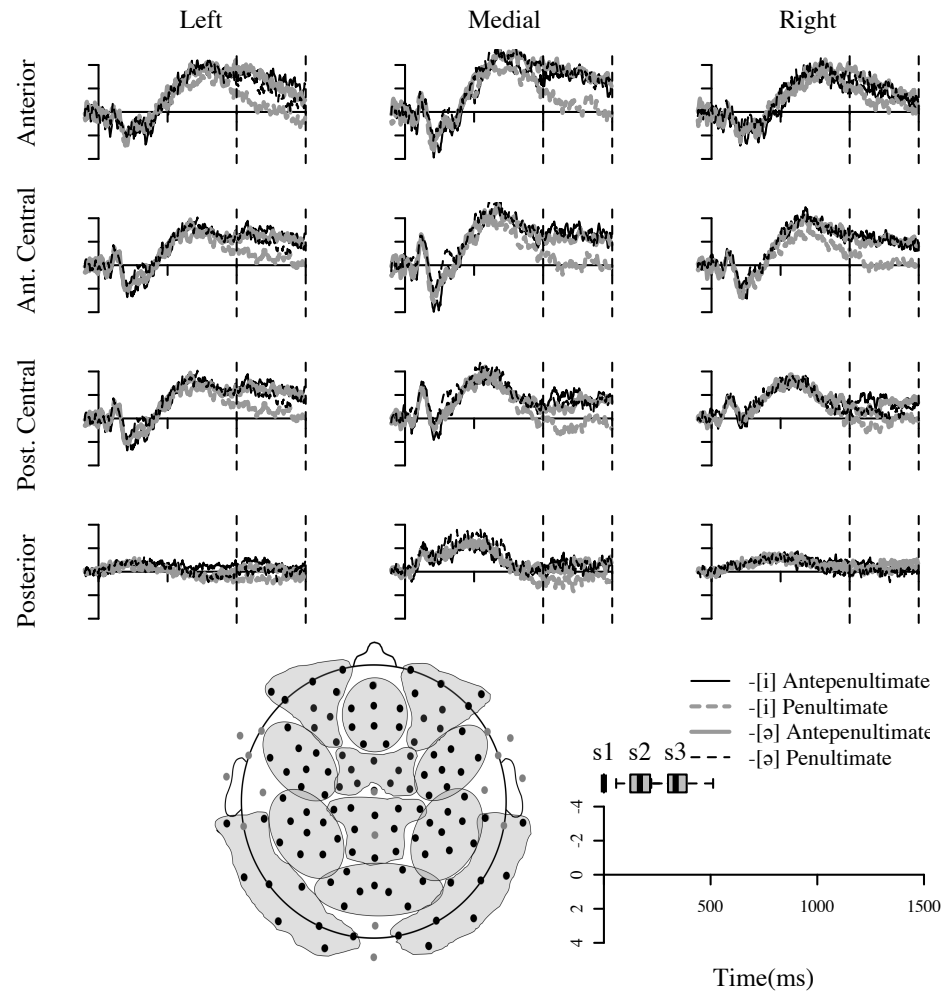 Left Medial Right
Anterior
Ant. Central
Post. Central
Posterior
-[i] Antepenultimate
-[i] Penultimate
-[ə] Antepenultimate
-[ə] Penultimate
s1 s2 s3
-4
-2
0
2
4
500 1000 1500
Time(ms)